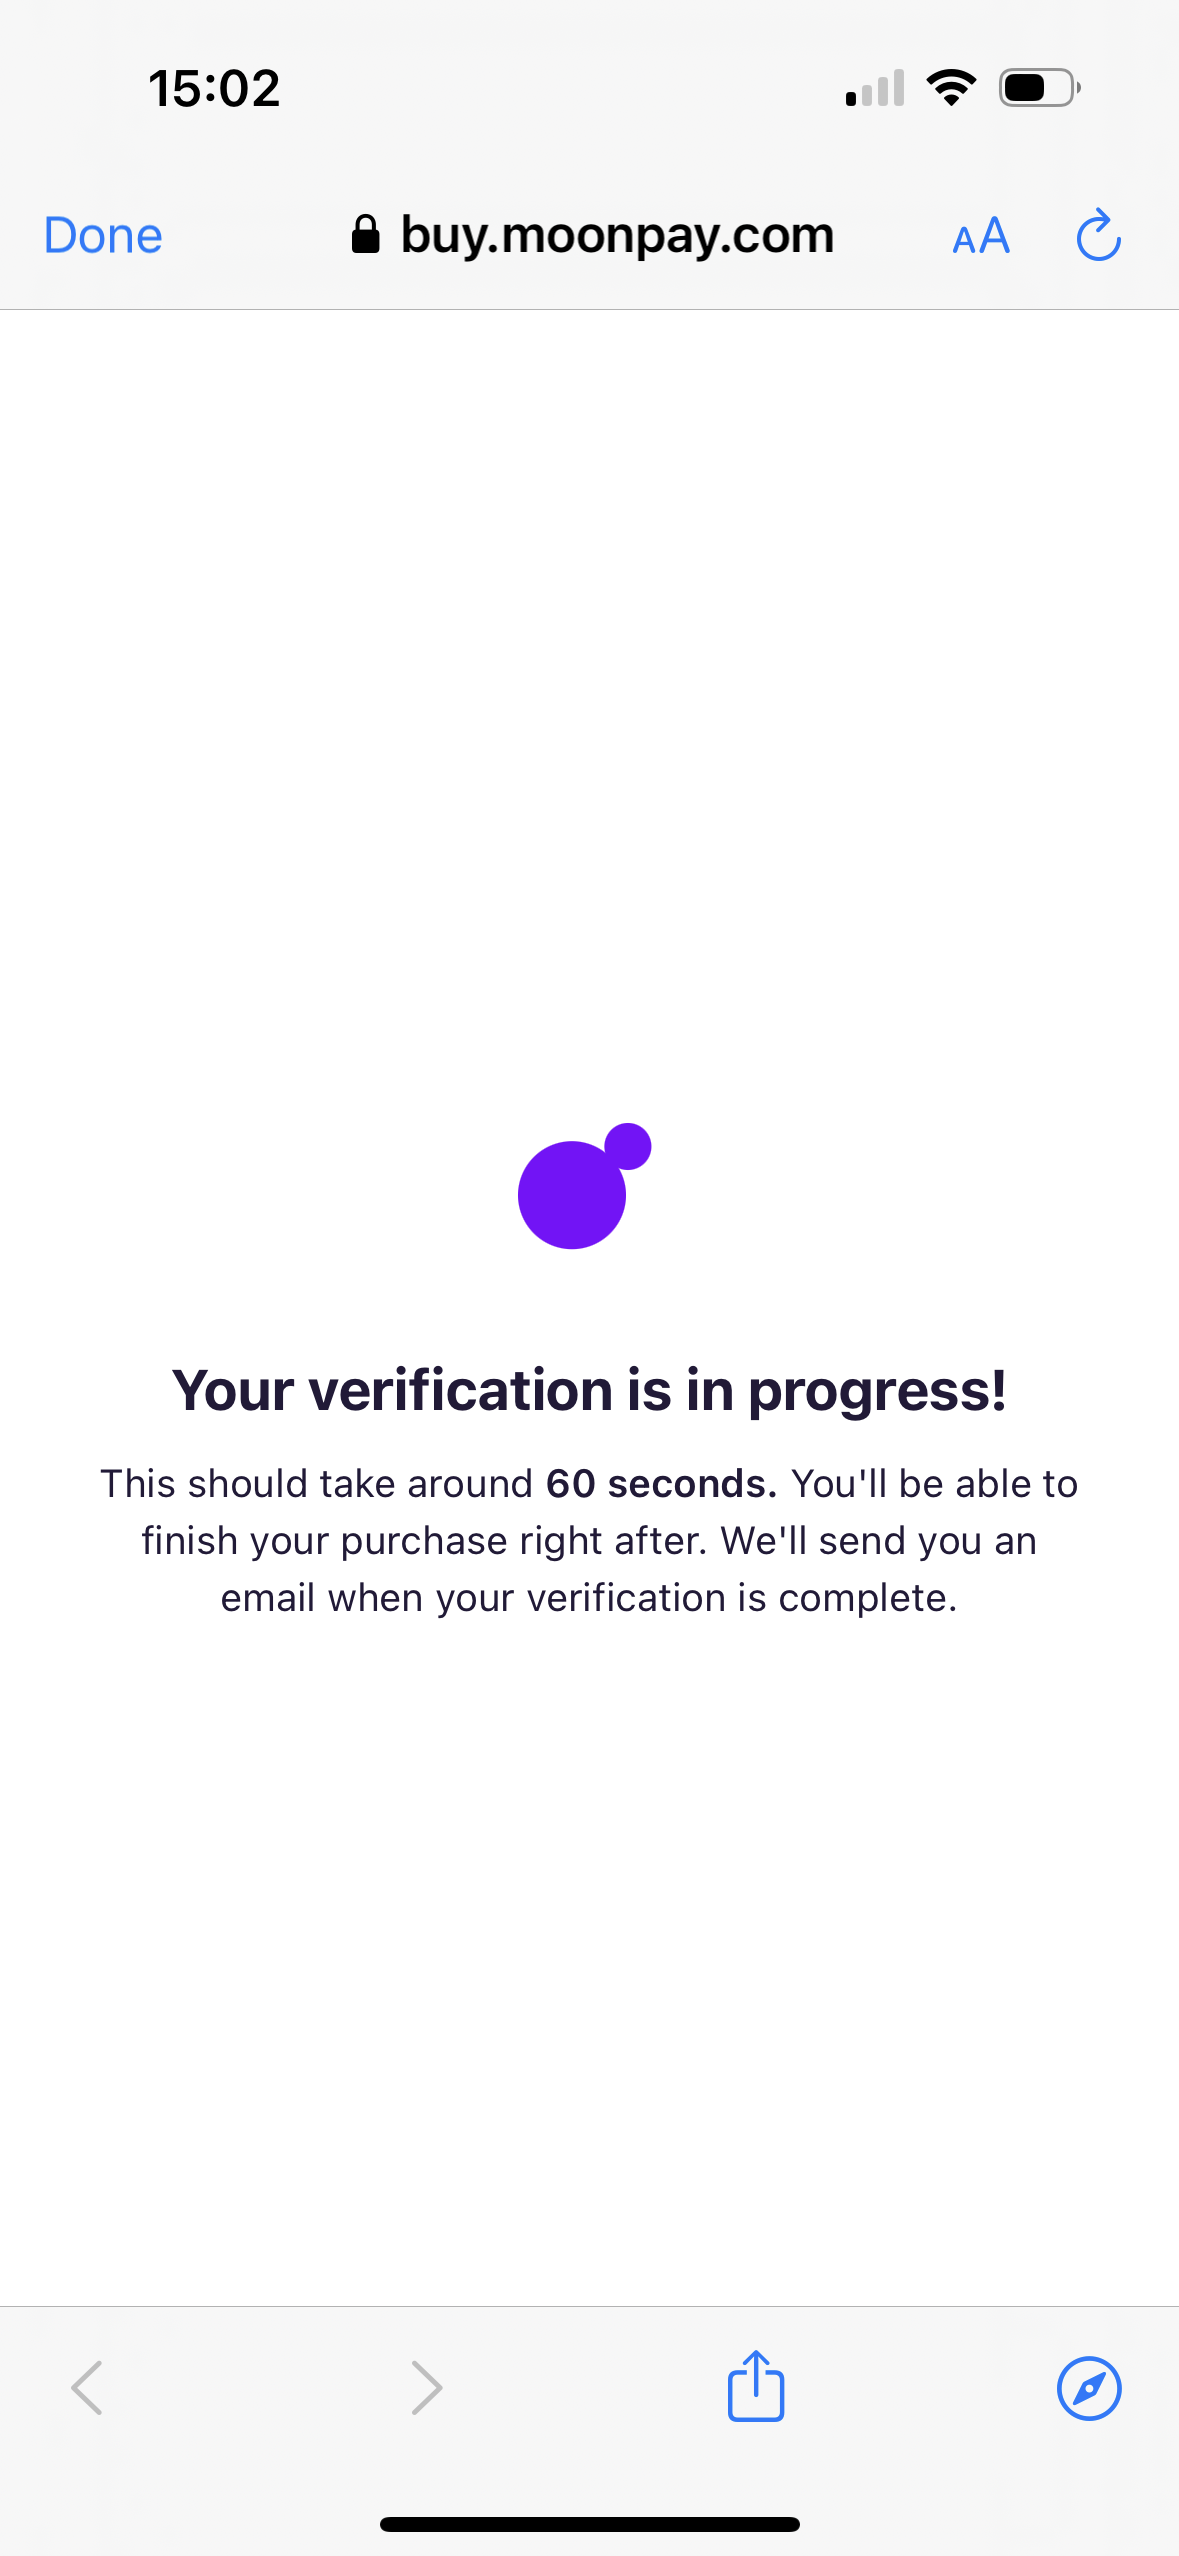 15:02
Done
buy.moonpay.com
AA
Your verification is in progress!
This should take around 60 seconds. You'll be able to
finish your purchase right after. We'll send you an
email when your verification is complete.